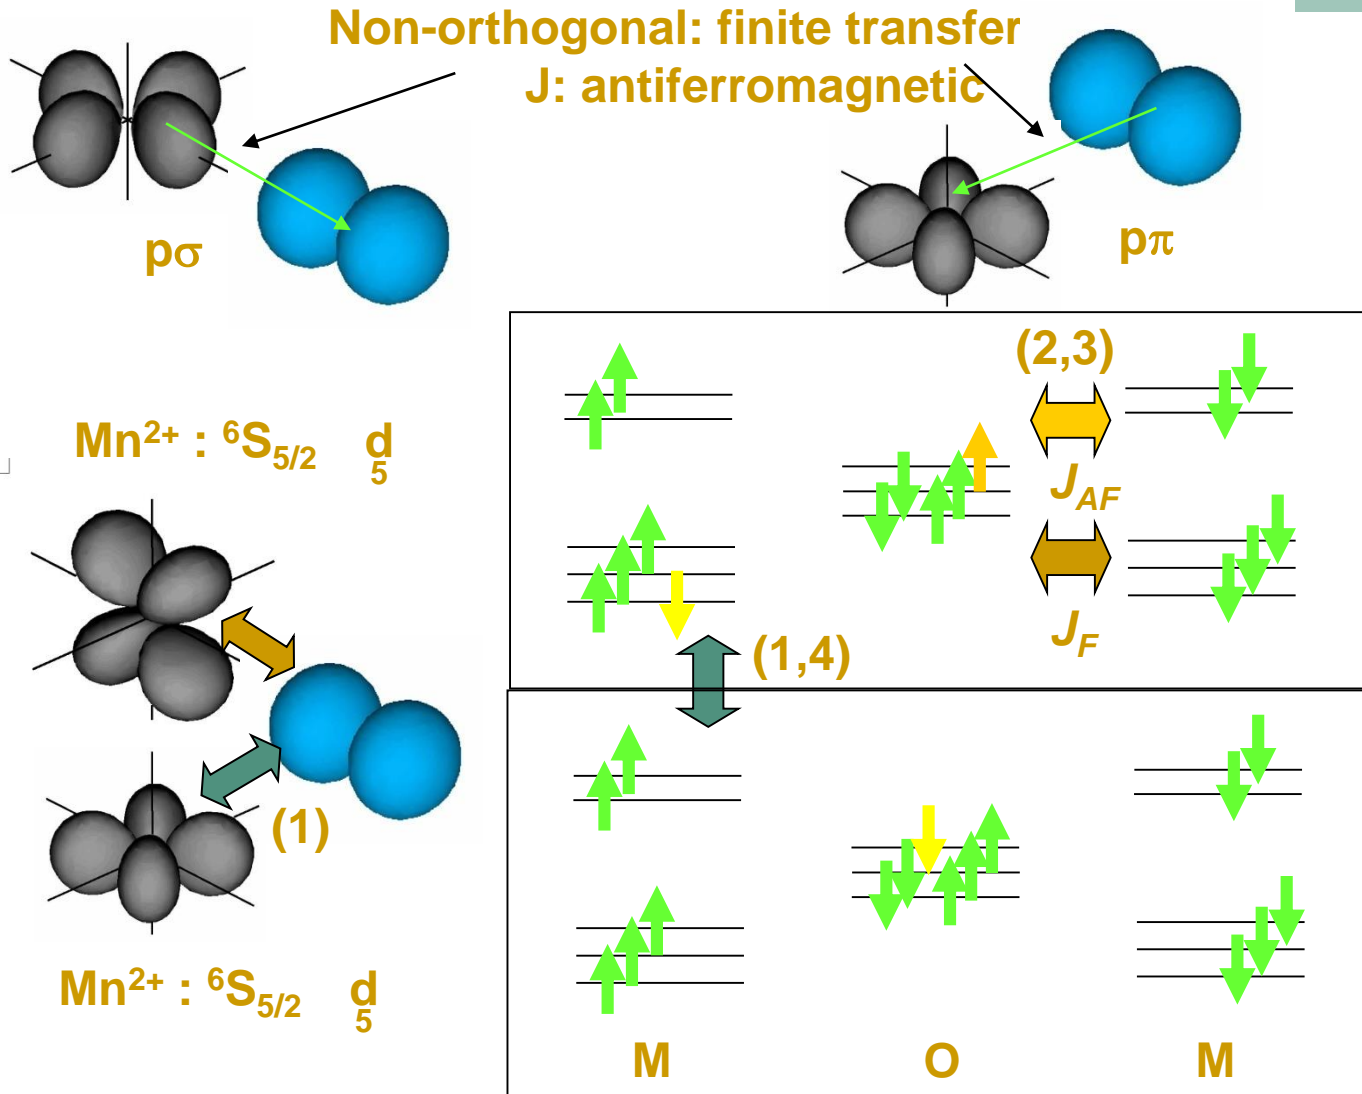 Non-orthogonal: finite transfer
J: antiferromagnetic
pσ
pπ
(2,3)
Mn²⁺ : ⁶S₅/₂ d₅
J_AF
J_F
(1,4)
(1)
Mn²⁺ : ⁶S₅/₂ d₅
M O M